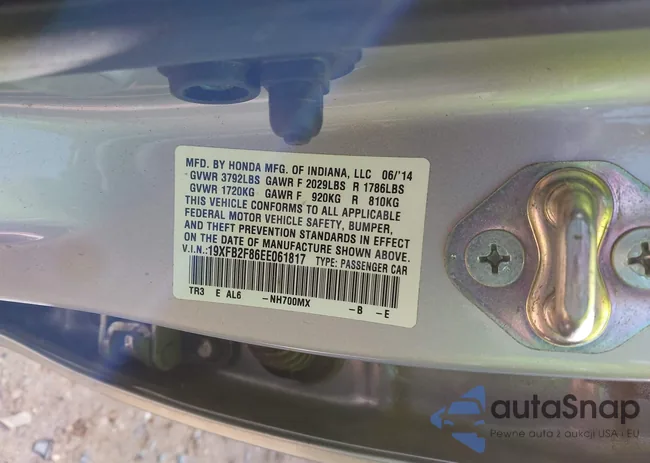 MFD. BY HONDA MFG. OF INDIANA, LLC 06/'14
GVWR 3792LBS GAWR F 2029LBS R 1786LBS
GVWR 1720KG GAWR F 920KG R 810KG
THIS VEHICLE CONFORMS TO ALL APPLICABLE
FEDERAL MOTOR VEHICLE SAFETY, BUMPER,
AND THEFT PREVENTION STANDARDS IN EFFECT
ON THE DATE OF MANUFACTURE SHOWN ABOVE.
V.I.N.:19XFB2F86EE061817 TYPE: PASSENGER CAR
TR3 E AL6 -NH700MX -B -E
autaSnap
Pewne auta z aukcji USA i EU